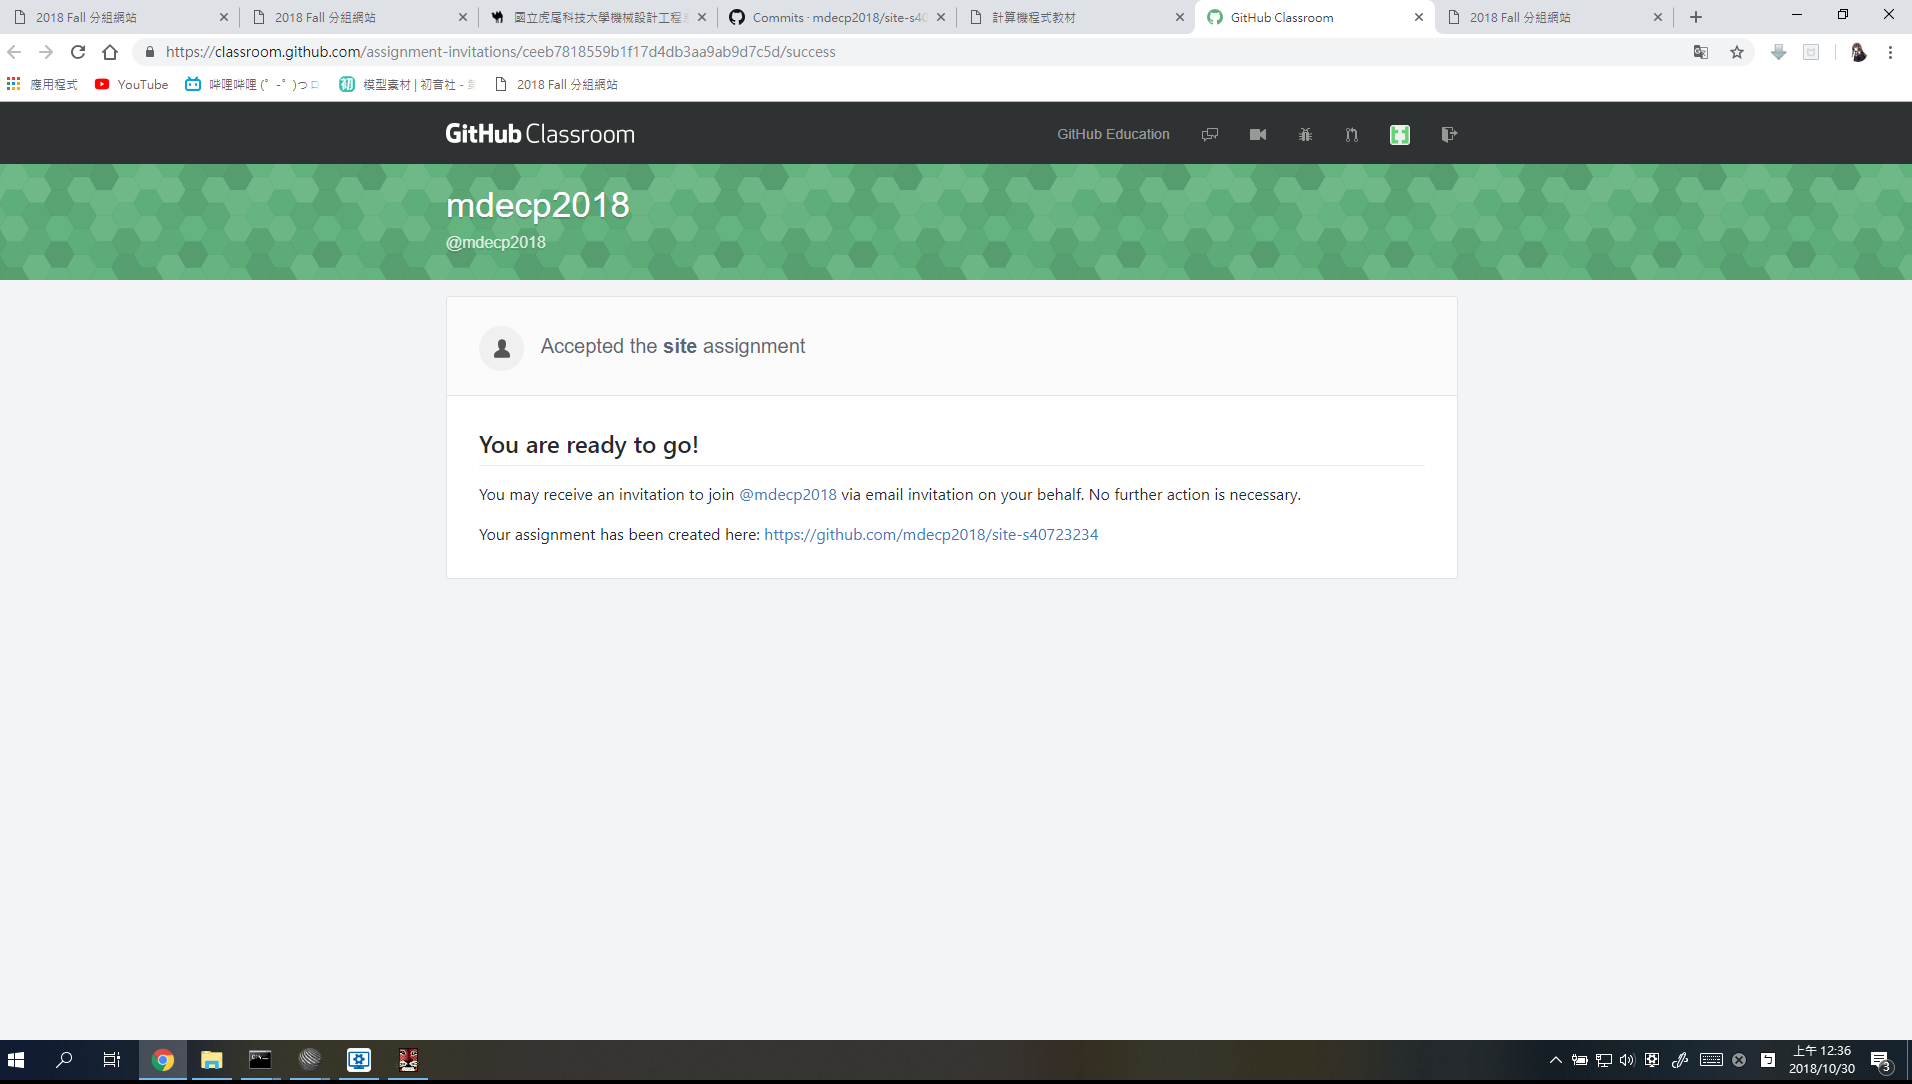 2018 Fall 分組網站
2018 Fall 分組網站
國立虎尾科技大學機械設計工程
Commits · mdecp2018/site-s40
計算機程式教材
GitHub Classroom
2018 Fall 分組網站
https://classroom.github.com/assignment-invitations/ceeb7818559b1f17d4db3aa9ab9d7c5d/success
應用程式
YouTube
嗶哩嗶哩 (゜-゜)つロ
模型素材 | 初音社 -
2018 Fall 分組網站
GitHub Classroom
GitHub Education
mdecp2018
@mdecp2018
Accepted the site assignment
You are ready to go!
You may receive an invitation to join @mdecp2018 via email invitation on your behalf. No further action is necessary.
Your assignment has been created here: https://github.com/mdecp2018/site-s40723234
上午 12:36
2018/10/30
3